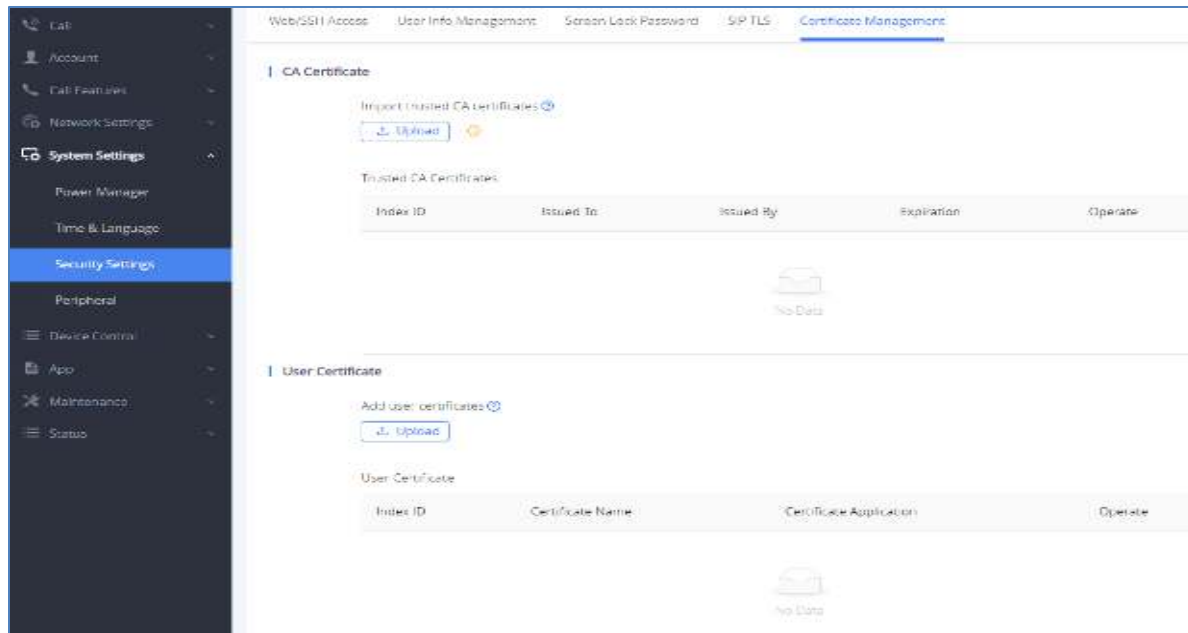 Call
Account
Call Features
Network Settings
System Settings
Power Manager
Time & Language
Security Settings
Peripheral
Device Control
App
Maintenance
Status
Web/SSH Access User Info Management Screen Lock Password SIP TLS Certificate Management
CA Certificate
Import trusted CA certificates
Upload
Trusted CA Certificates
Index ID Issued To Issued By Expiration Operate
No Data
User Certificate
Add user certificates
Upload
User Certificate
Index ID Certificate Name Certificate Application Operate
No Data